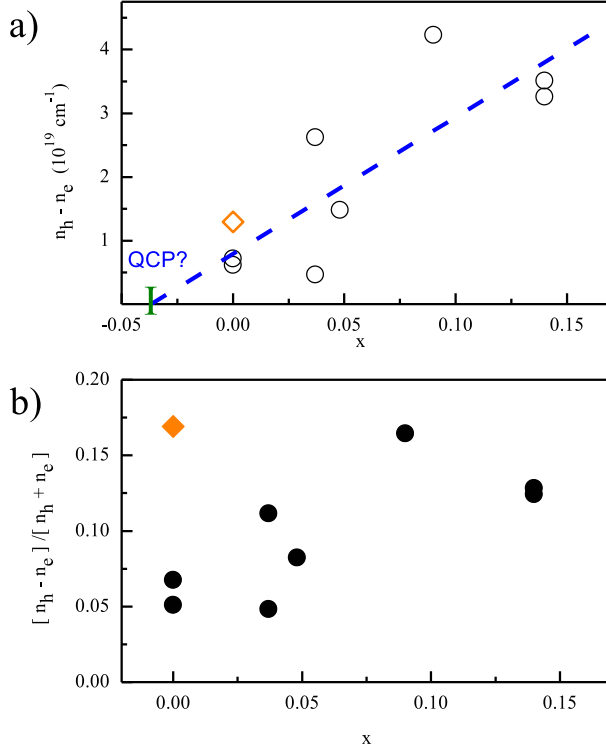 a)
n_h - n_e (10^19 cm^-1)
4
3
2
1
QCP?
I
-0.05 0.00 0.05 0.10 0.15
x
b)
[ n_h - n_e ] /[ n_h + n_e ]
0.20
0.15
0.10
0.05
0.00
0.00 0.05 0.10 0.15
x